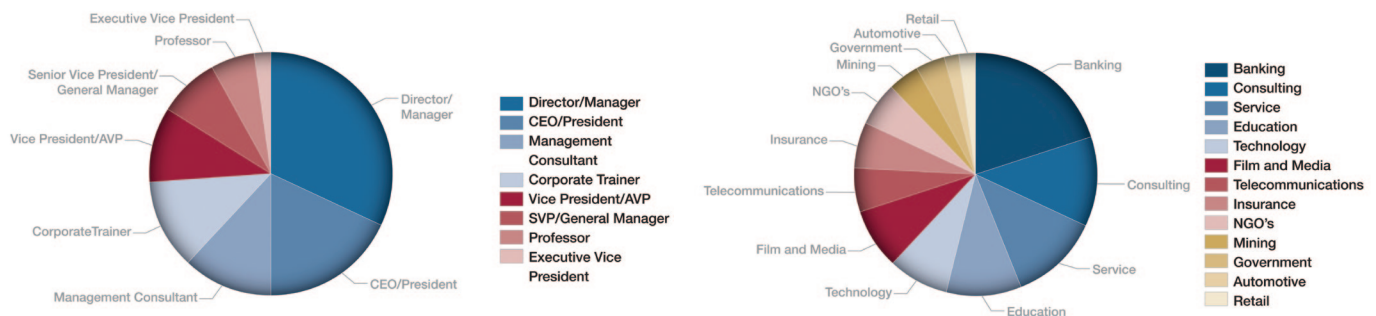 Executive Vice President
Professor
Senior Vice President/
General Manager
Vice President/AVP
CorporateTrainer
Management Consultant
CEO/President
Director/
Manager
Director/Manager
CEO/President
Management
Consultant
Corporate Trainer
Vice President/AVP
SVP/General Manager
Professor
Executive Vice
President
Retail
Automotive
Government
Mining
NGO's
Insurance
Telecommunications
Film and Media
Technology
Education
Service
Consulting
Banking
Banking
Consulting
Service
Education
Technology
Film and Media
Telecommunications
Insurance
NGO's
Mining
Government
Automotive
Retail